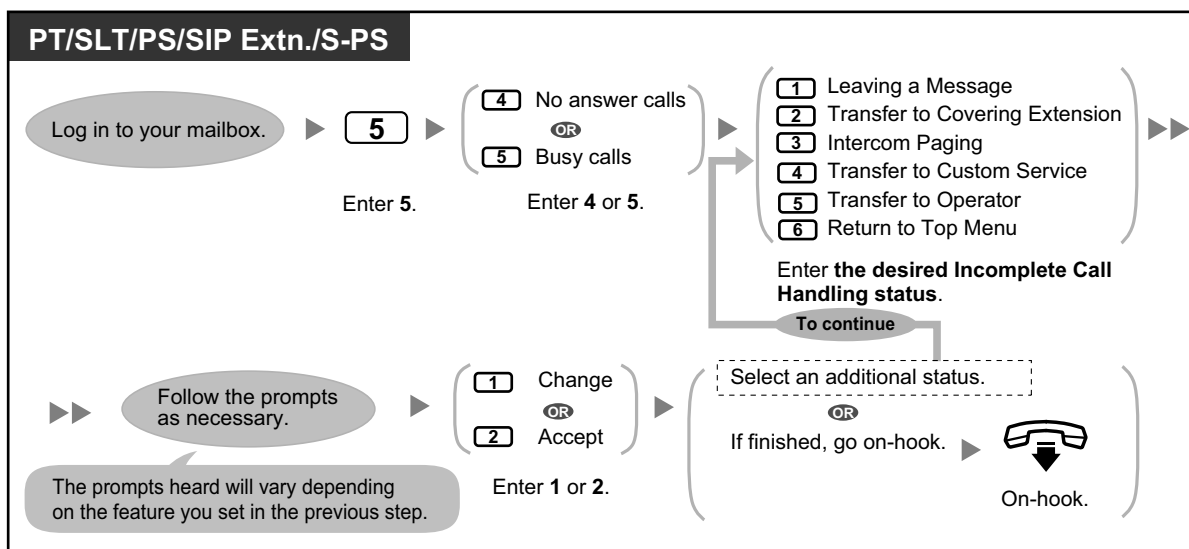 PT/SLT/PS/SIP Extn./S-PS
Log in to your mailbox.
5
Enter 5.
4 No answer calls
OR
5 Busy calls
Enter 4 or 5.
1 Leaving a Message
2 Transfer to Covering Extension
3 Intercom Paging
4 Transfer to Custom Service
5 Transfer to Operator
6 Return to Top Menu
Enter the desired Incomplete Call
Handling status.
To continue
Follow the prompts
as necessary.
The prompts heard will vary depending
on the feature you set in the previous step.
1 Change
OR
2 Accept
Enter 1 or 2.
Select an additional status.
OR
If finished, go on-hook.
On-hook.